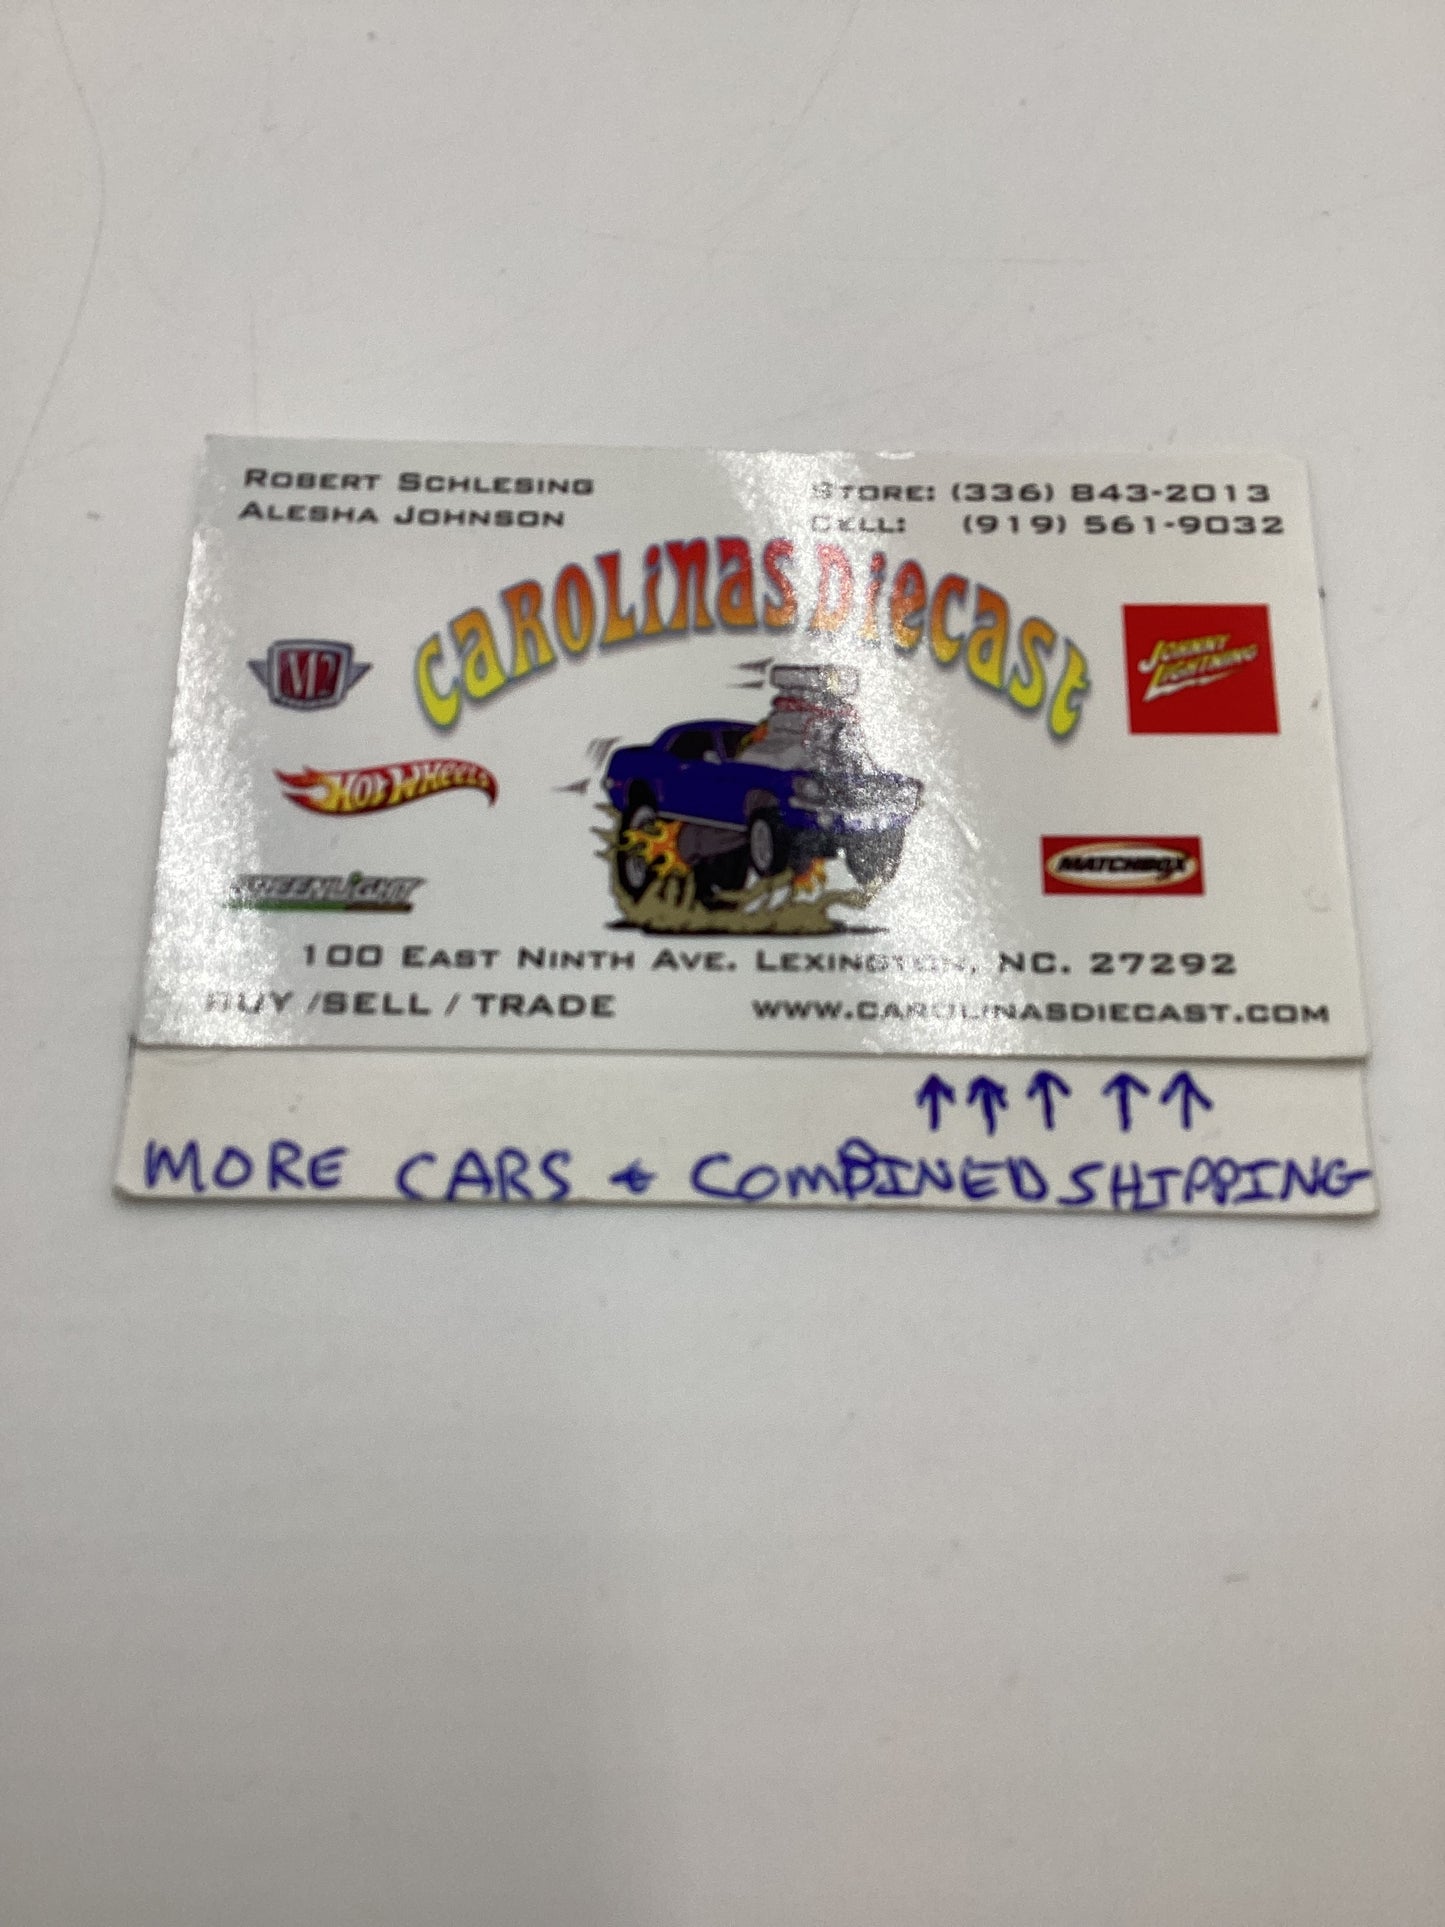 ROBERT SCHLESING
ALESHA JOHNSON
STORE: (336) 843-2013
CELL: (919) 561-9032
CAROLINAS DIECAST
M2
JOHNNY LIGHTNING
HOT WHEELS
MATCHBOX
GREENLIGHT
100 EAST NINTH AVE. LEXINGTON, NC. 27292
BUY /SELL / TRADE
WWW.CAROLINASDIECAST.COM
↑↑↑↑↑
MORE CARS & COMBINED SHIPPING